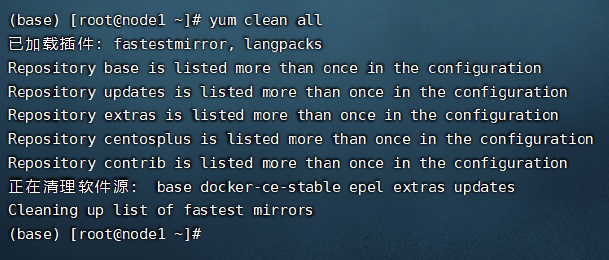 (base) [root@node1 ~]# yum clean all
已加载插件: fastestmirror, langpacks
Repository base is listed more than once in the configuration
Repository updates is listed more than once in the configuration
Repository extras is listed more than once in the configuration
Repository centosplus is listed more than once in the configuration
Repository contrib is listed more than once in the configuration
正在清理软件源:  base docker-ce-stable epel extras updates
Cleaning up list of fastest mirrors
(base) [root@node1 ~]#